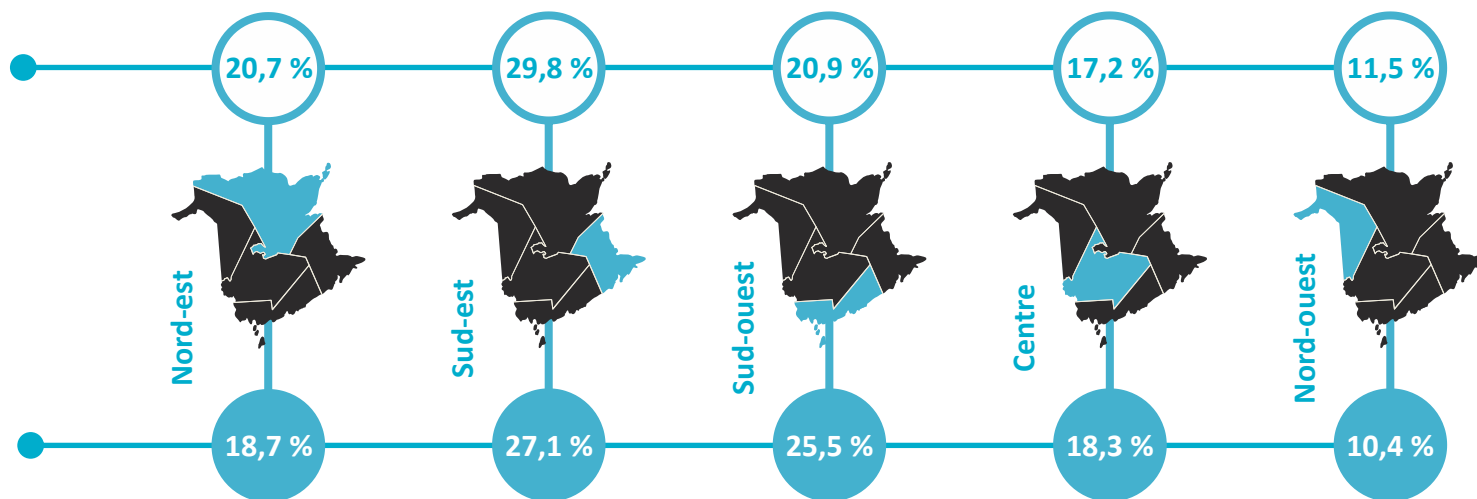 20,7 %
29,8 %
20,9 %
17,2 %
11,5 %
Nord-est
Sud-est
Sud-ouest
Centre
Nord-ouest
18,7 %
27,1 %
25,5 %
18,3 %
10,4 %